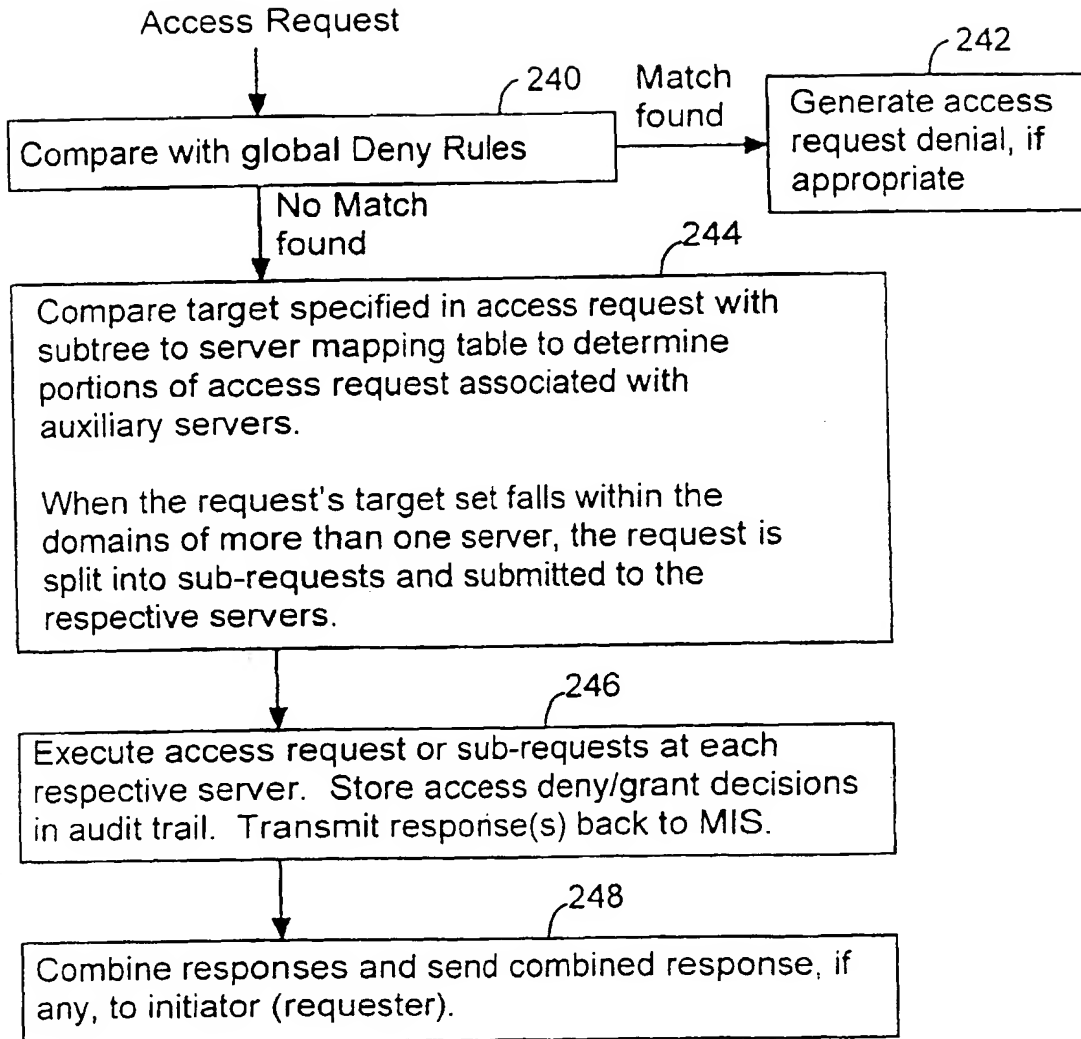 Access Request
240
Match
found
242
Compare with global Deny Rules
Generate access
request denial, if
appropriate
No Match
found
244
Compare target specified in access request with
subtree to server mapping table to determine
portions of access request associated with
auxiliary servers.
When the request's target set falls within the
domains of more than one server, the request is
split into sub-requests and submitted to the
respective servers.
246
Execute access request or sub-requests at each
respective server.  Store access deny/grant decisions
in audit trail.  Transmit response(s) back to MIS.
248
Combine responses and send combined response, if
any, to initiator (requester).